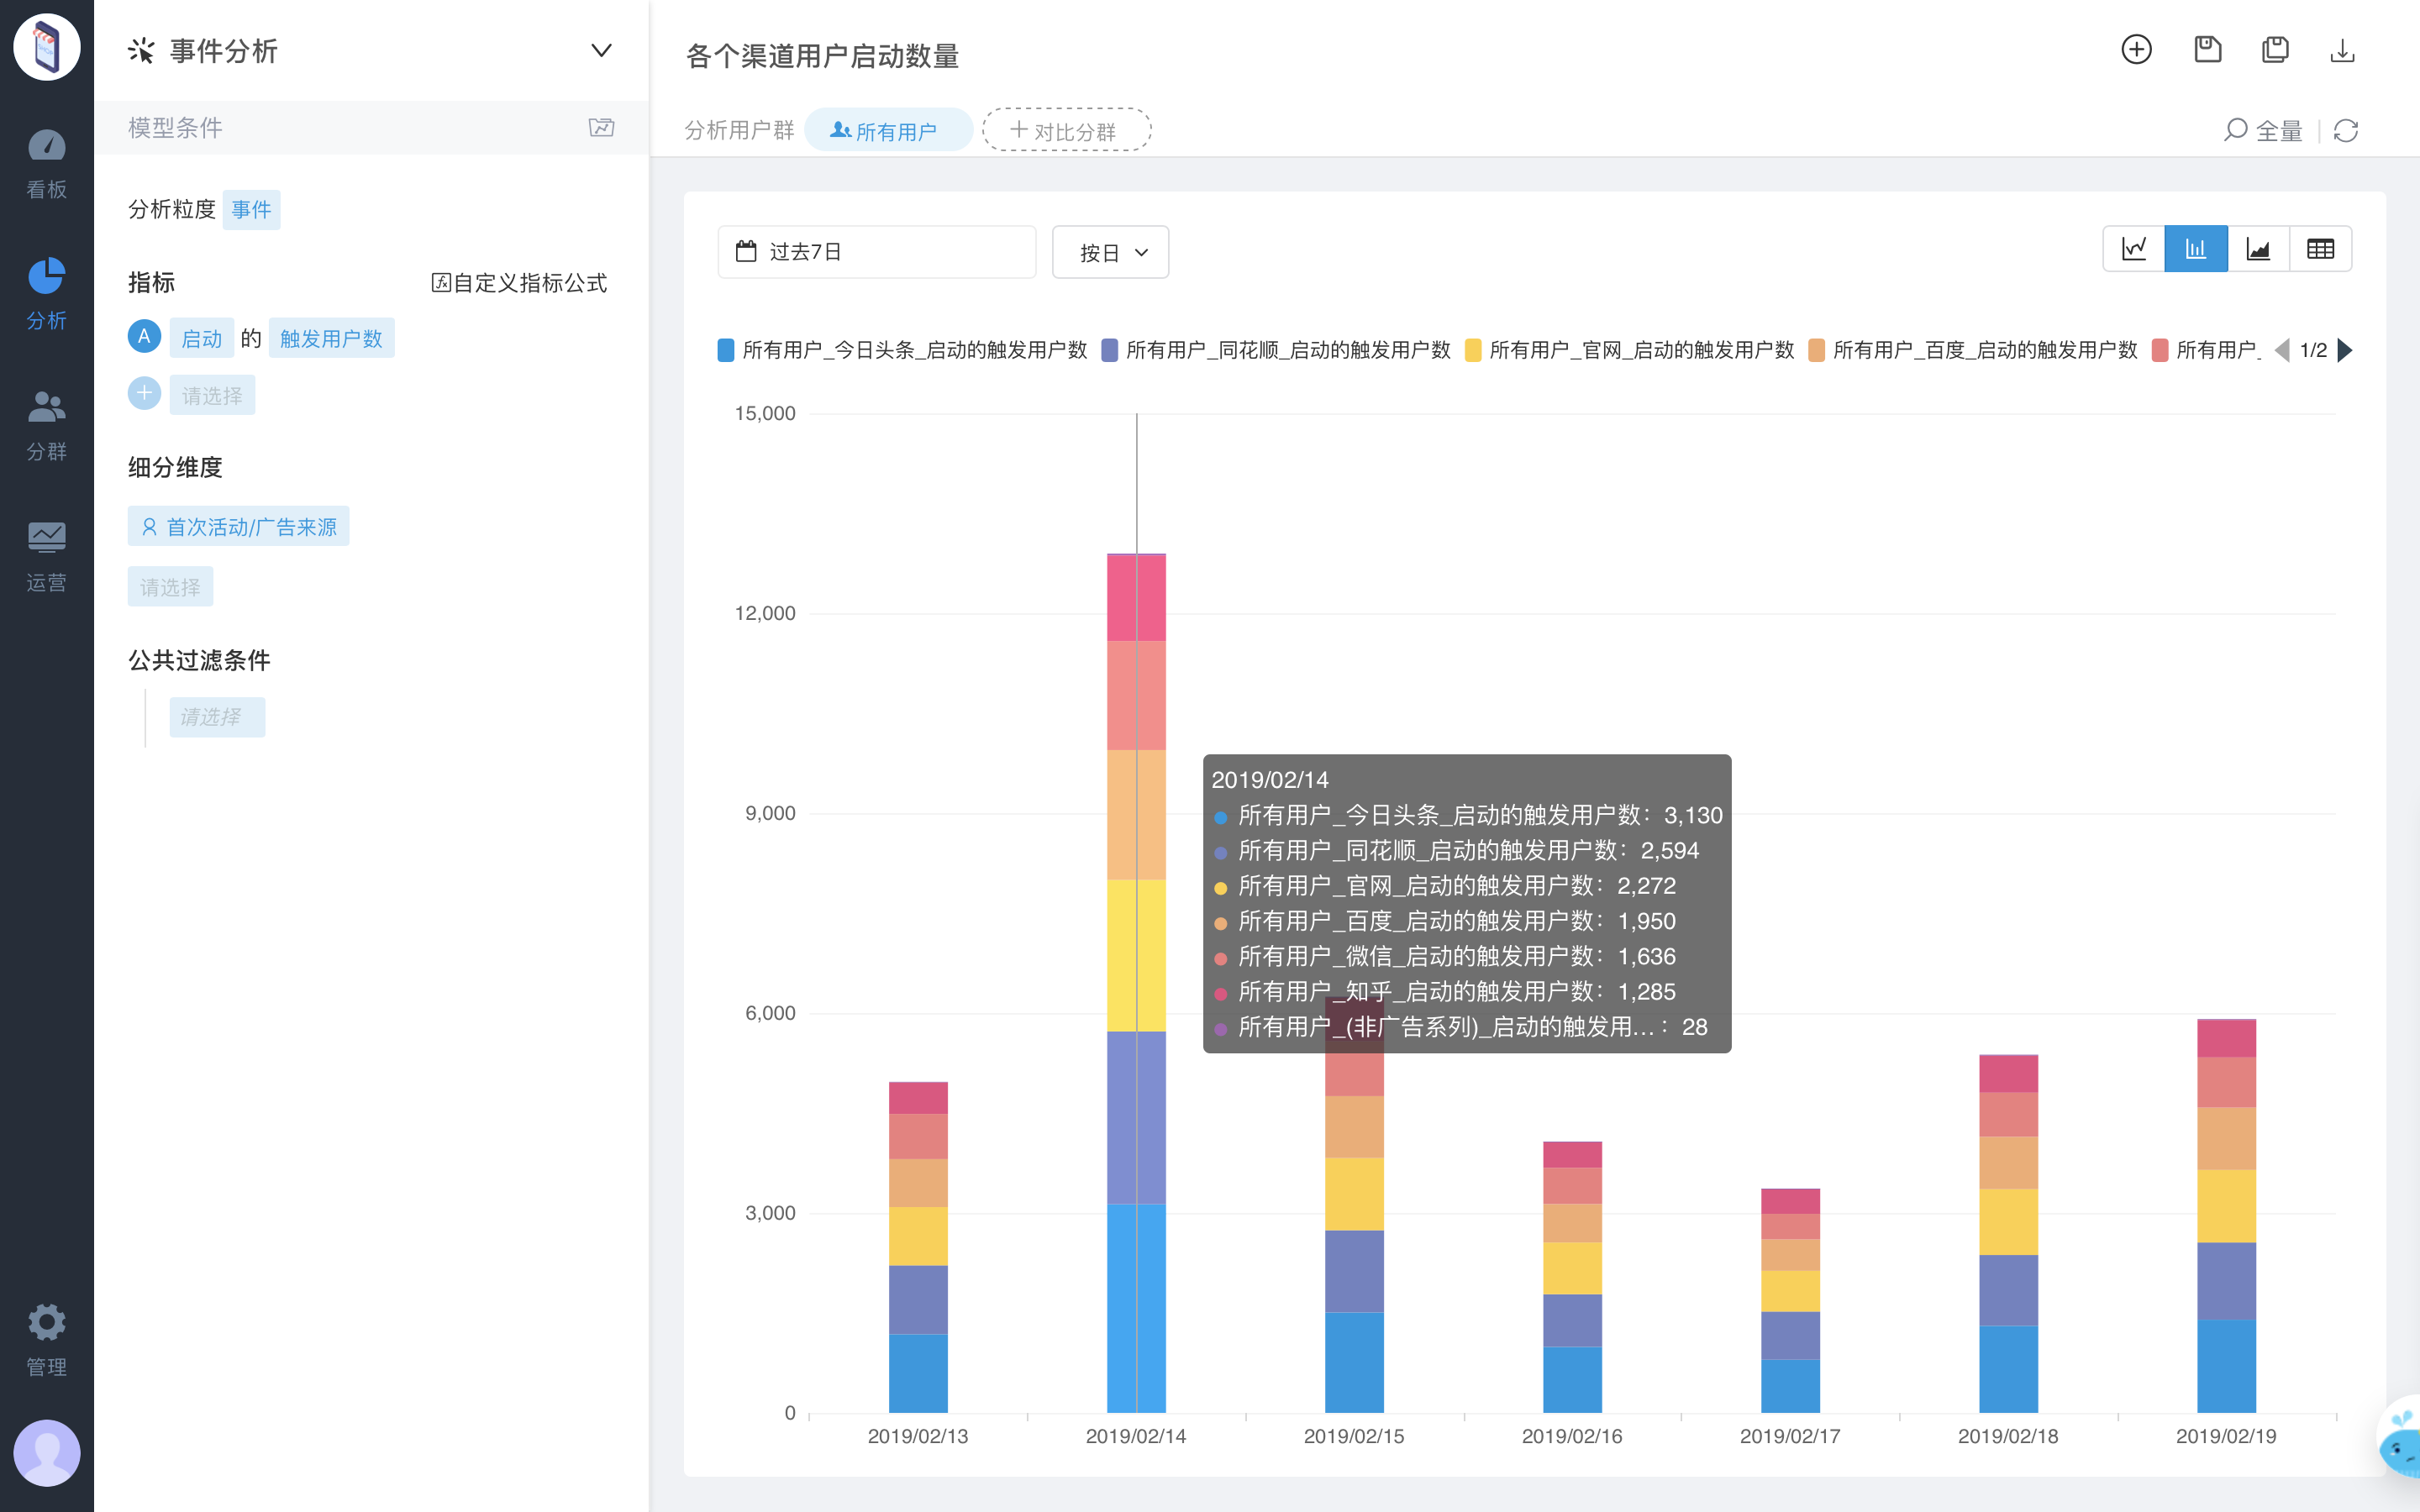 看板
分析
分群
运营
管理
事件分析
模型条件
分析粒度 事件
指标 自定义指标公式
A 启动 的 触发用户数
请选择
细分维度
首次活动/广告来源
请选择
公共过滤条件
请选择
各个渠道用户启动数量
分析用户群 所有用户 对比分群 全量
过去7日 按日
所有用户_今日头条_启动的触发用户数 所有用户_同花顺_启动的触发用户数 所有用户_官网_启动的触发用户数 所有用户_百度_启动的触发用户数 所有用户_ 1/2
15,000
12,000
9,000
6,000
3,000
0
2019/02/14
所有用户_今日头条_启动的触发用户数：3,130
所有用户_同花顺_启动的触发用户数：2,594
所有用户_官网_启动的触发用户数：2,272
所有用户_百度_启动的触发用户数：1,950
所有用户_微信_启动的触发用户数：1,636
所有用户_知乎_启动的触发用户数：1,285
所有用户_(非广告系列)_启动的触发用...：28
2019/02/13 2019/02/14 2019/02/15 2019/02/16 2019/02/17 2019/02/18 2019/02/19